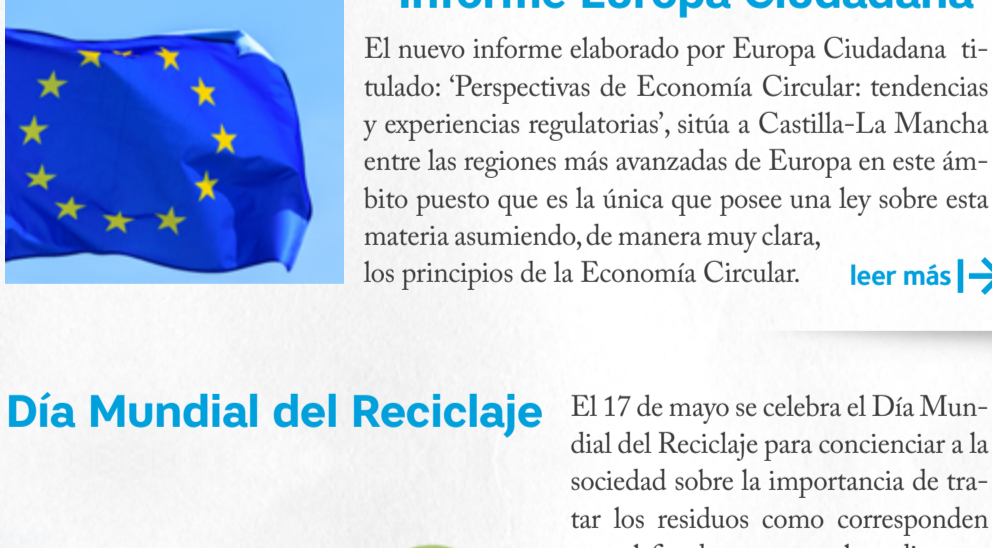 Informe Europa Ciudadana
El nuevo informe elaborado por Europa Ciudadana ti-
tulado: ‘Perspectivas de Economía Circular: tendencias
y experiencias regulatorias’, sitúa a Castilla-La Mancha
entre las regiones más avanzadas de Europa en este ám-
bito puesto que es la única que posee una ley sobre esta
materia asumiendo, de manera muy clara,
los principios de la Economía Circular.
leer más
Día Mundial del Reciclaje
El 17 de mayo se celebra el Día Mun-
dial del Reciclaje para concienciar a la
sociedad sobre la importancia de tra-
tar los residuos como corresponden